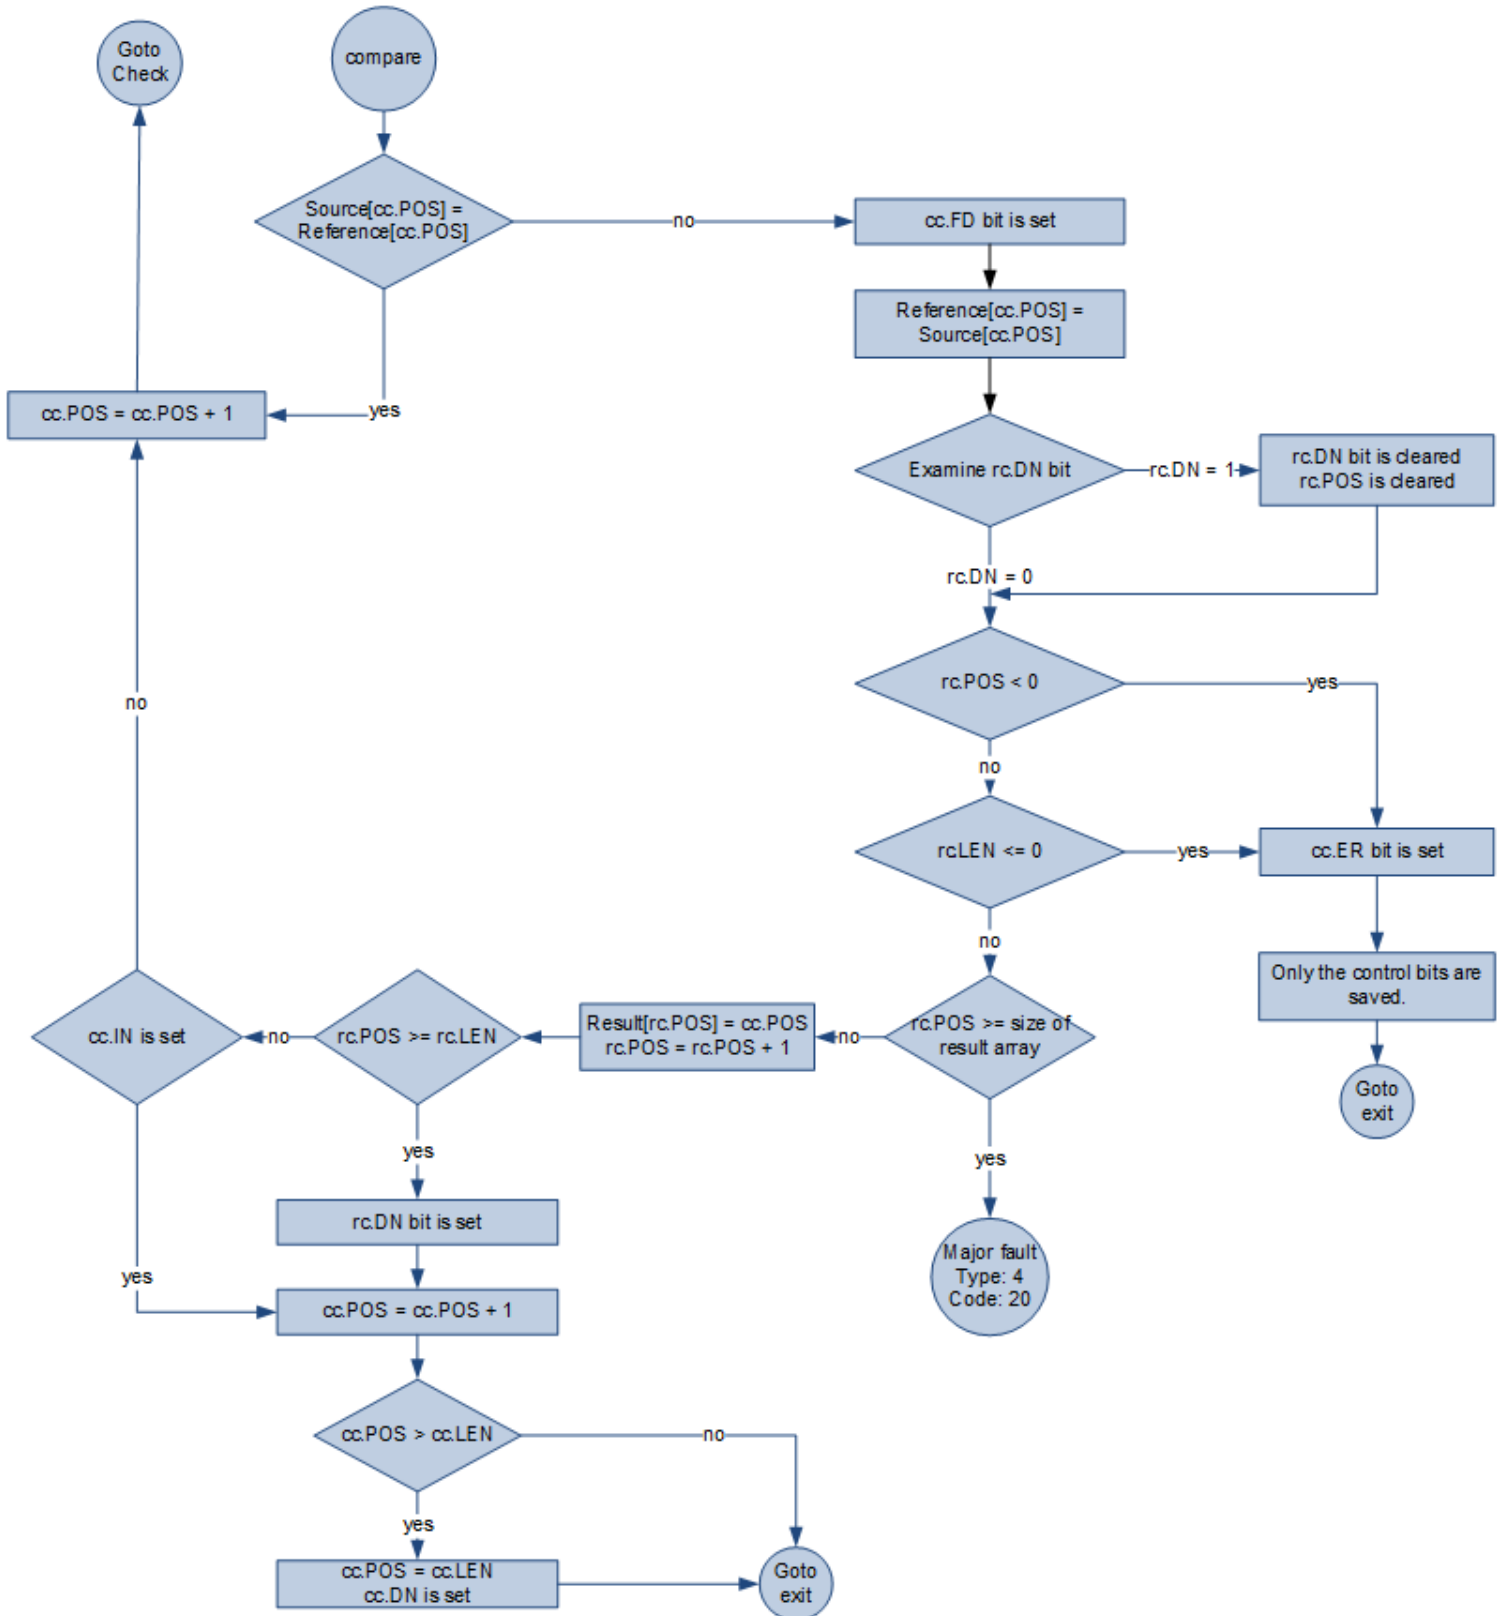 Goto
Check
compare
Source[cc.POS] =
Reference[cc.POS]
no
cc.FD bit is set
Reference[cc.POS] =
Source[cc.POS]
yes
cc.POS = cc.POS + 1
Examine rc.DN bit
rc.DN = 1
rc.DN bit is cleared
rc.POS is cleared
rc.DN = 0
rc.POS < 0
yes
no
no
rc.LEN <= 0
yes
cc.ER bit is set
no
Only the control bits are
saved.
cc.IN is set
no
rc.POS >= rc.LEN
Result[rc.POS] = cc.POS
rc.POS = rc.POS + 1
no
rc.POS >= size of
result array
Goto
exit
yes
yes
rc.DN bit is set
Major fault
Type: 4
Code: 20
yes
cc.POS = cc.POS + 1
cc.POS > cc.LEN
no
yes
cc.POS = cc.LEN
cc.DN is set
Goto
exit